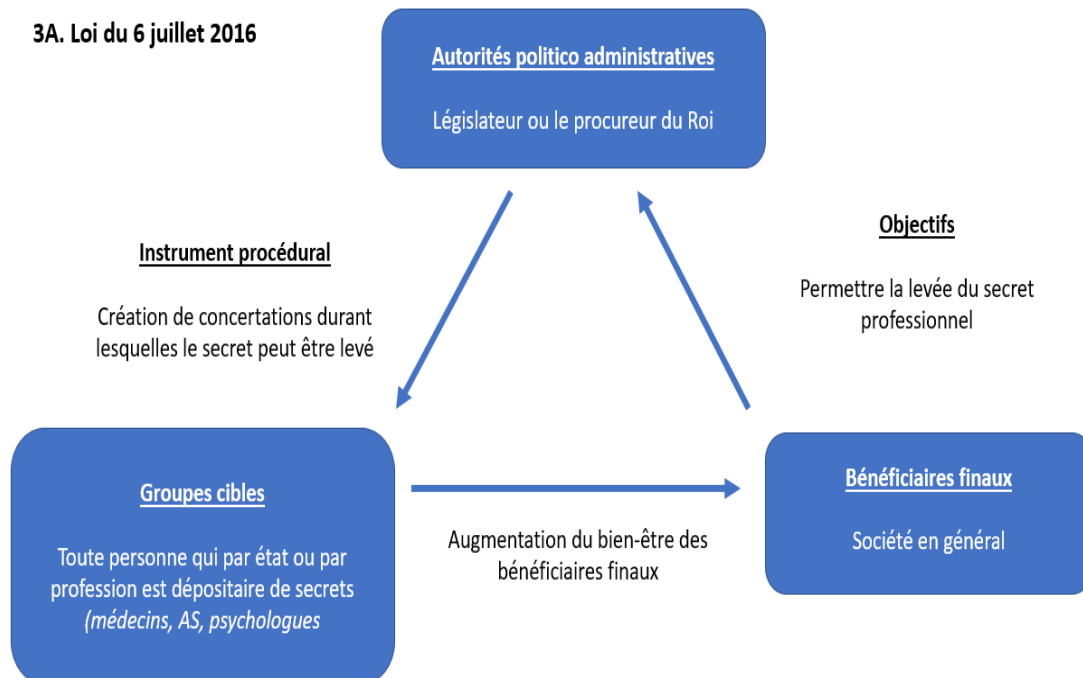 3A. Loi du 6 juillet 2016
Autorités politico administratives
Législateur ou le procureur du Roi
Instrument procédural
Création de concertations durant
lesquelles le secret peut être levé
Objectifs
Permettre la levée du secret
professionnel
Groupes cibles
Toute personne qui par état ou par
profession est dépositaire de secrets
(médecins, AS, psychologues
Augmentation du bien-être des
bénéficiaires finaux
Bénéficiaires finaux
Société en général